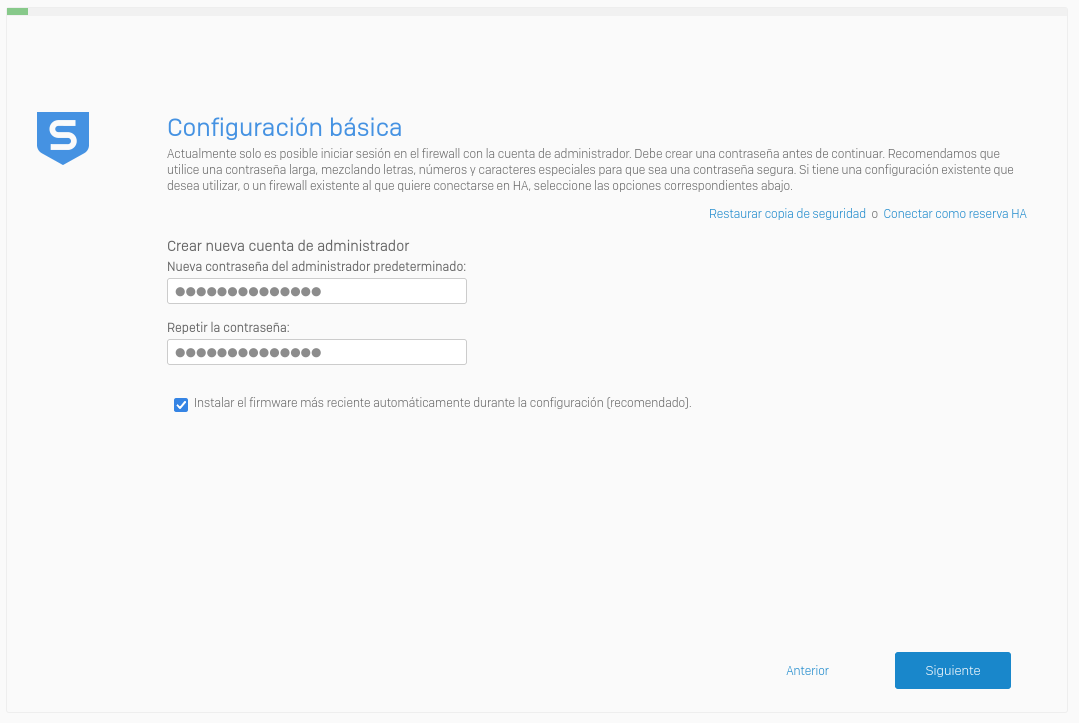 S
Configuración básica
Actualmente solo es posible iniciar sesión en el firewall con la cuenta de administrador. Debe crear una contraseña antes de continuar. Recomendamos que
utilice una contraseña larga, mezclando letras, números y caracteres especiales para que sea una contraseña segura. Si tiene una configuración existente que
desea utilizar, o un firewall existente al que quiere conectarse en HA, seleccione las opciones correspondientes abajo.
Restaurar copia de seguridad o Conectar como reserva HA
Crear nueva cuenta de administrador
Nueva contraseña del administrador predeterminado:
●●●●●●●●●●●●●●
Repetir la contraseña:
●●●●●●●●●●●●●●
Instalar el firmware más reciente automáticamente durante la configuración (recomendado).
Anterior
Siguiente